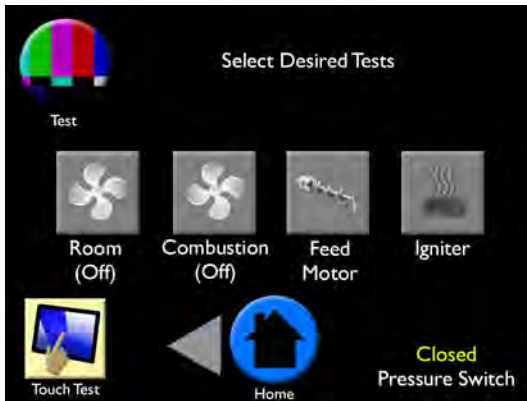 Select Desired Tests
Test
Room
(Off)
Combustion
(Off)
Feed
Motor
Igniter
Touch Test
Home
Closed
Pressure Switch